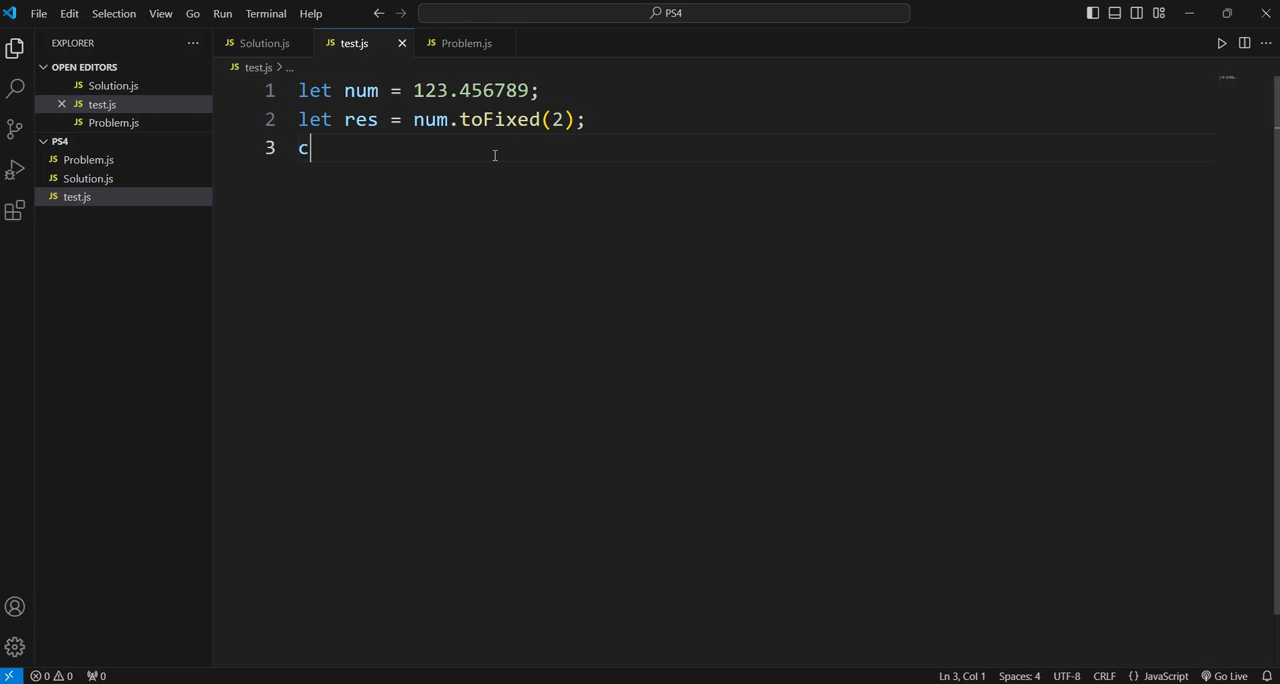 File Edit Selection View Go Run Terminal Help PS4
EXPLORER JS Solution.js JS test.js JS Problem.js
OPEN EDITORS
JS Solution.js
JS test.js
JS Problem.js
PS4
JS Problem.js
JS Solution.js
JS test.js
JS test.js > ...
1 let num = 123.456789;
2 let res = num.toFixed(2);
3 c
0 0 0 Ln 3, Col 1 Spaces: 4 UTF-8 CRLF {} JavaScript Go Live